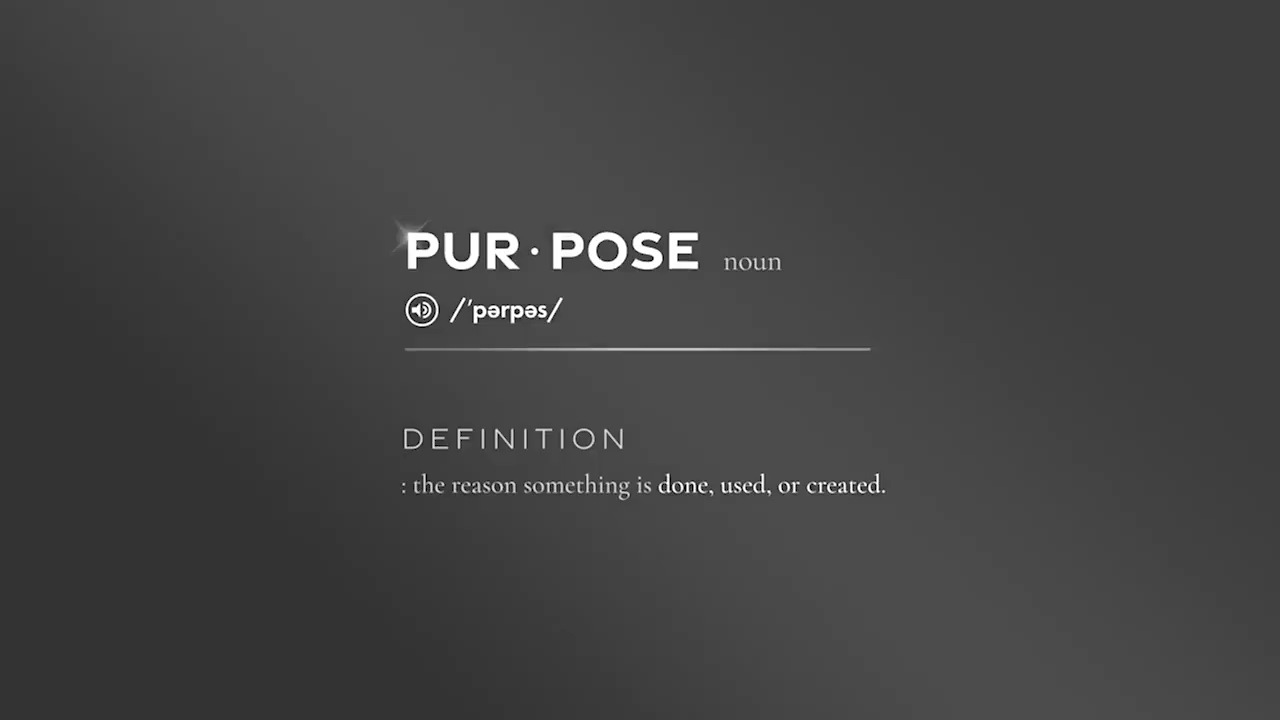 PUR·POSE noun
/ˈpərpəs/
DEFINITION
: the reason something is done, used, or created.